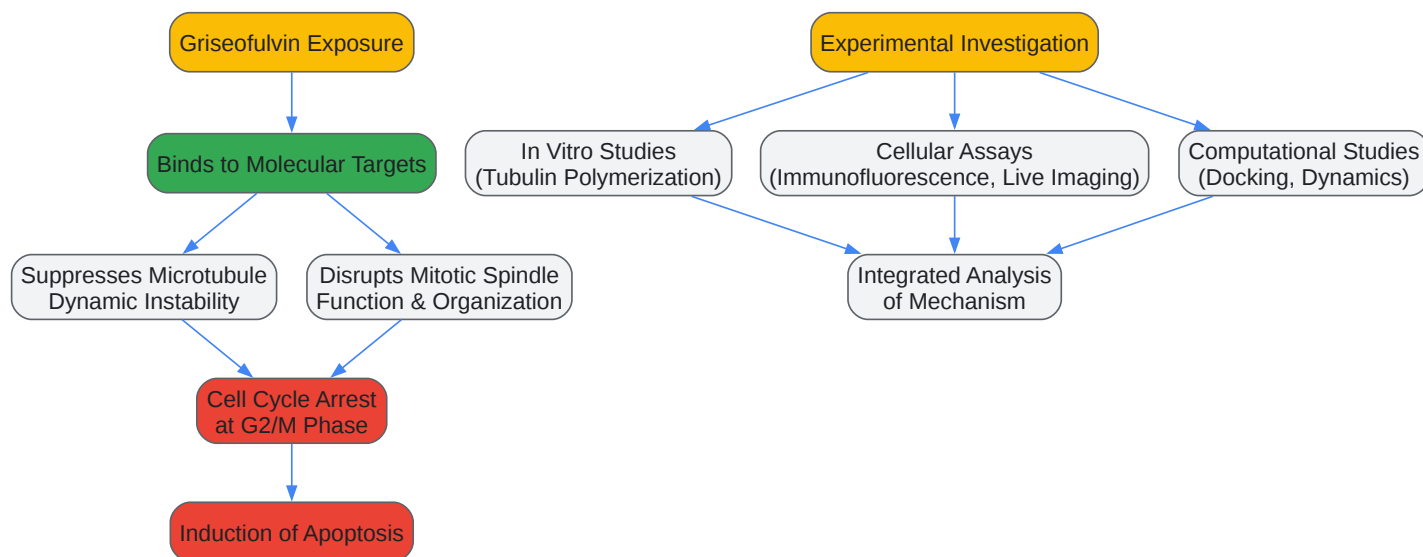 Griseofulvin Exposure
Binds to Molecular Targets
Suppresses Microtubule
Dynamic Instability
Disrupts Mitotic Spindle
Function & Organization
Cell Cycle Arrest
at G2/M Phase
Induction of Apoptosis
Experimental Investigation
In Vitro Studies
(Tubulin Polymerization)
Cellular Assays
(Immunofluorescence, Live Imaging)
Computational Studies
(Docking, Dynamics)
Integrated Analysis
of Mechanism